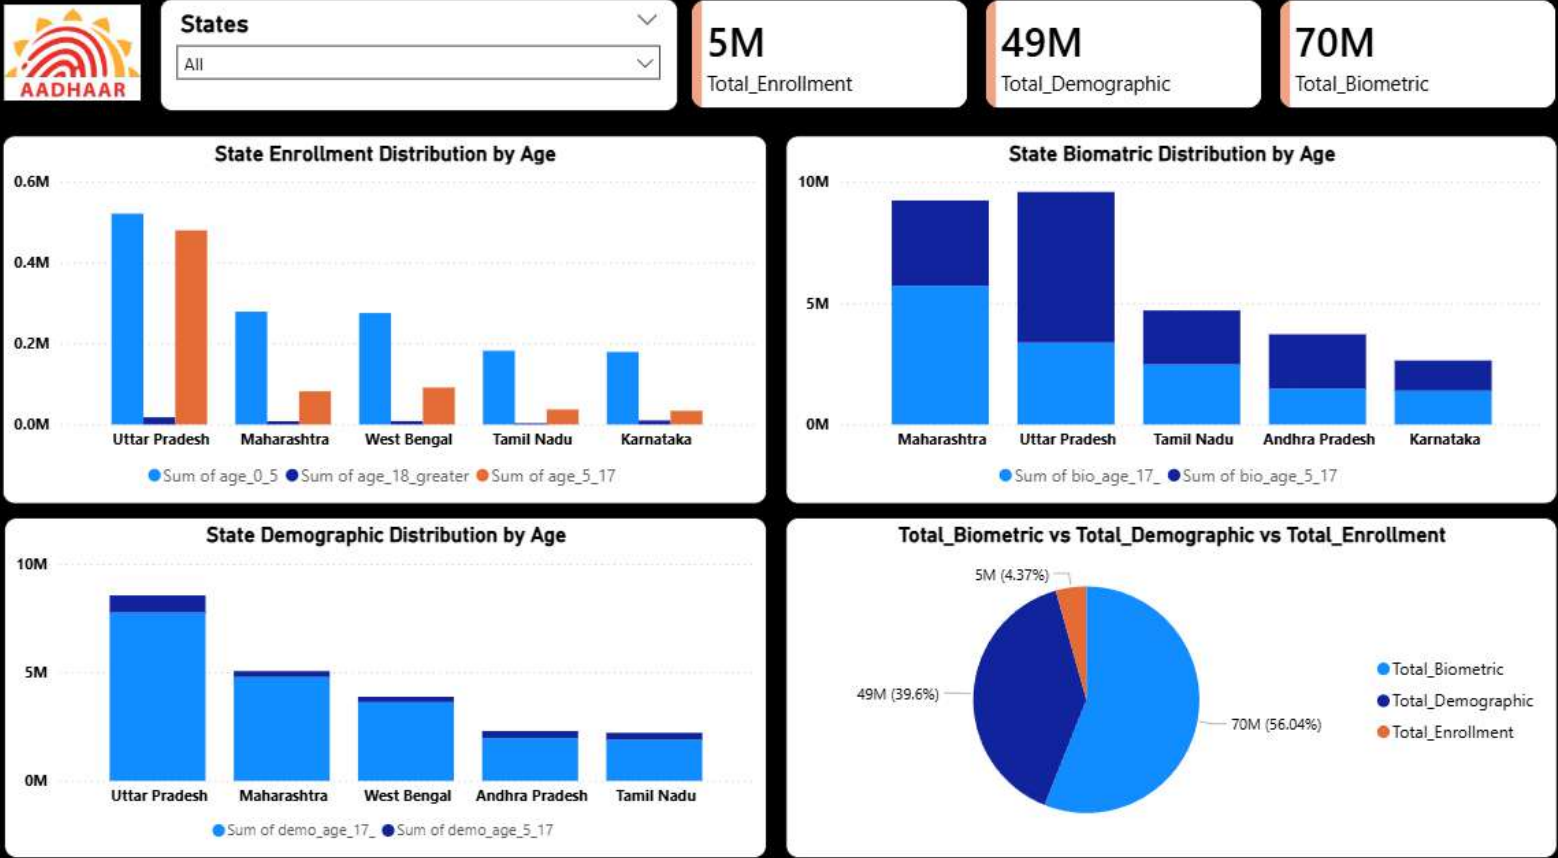 AADHAAR
States
All
5M
Total_Enrollment
49M
Total_Demographic
70M
Total_Biometric
State Enrollment Distribution by Age
0.6M
0.4M
0.2M
0.0M
Uttar Pradesh Maharashtra West Bengal Tamil Nadu Karnataka
Sum of age_0_5 Sum of age_18_greater Sum of age_5_17
State Biomatric Distribution by Age
10M
5M
0M
Maharashtra Uttar Pradesh Tamil Nadu Andhra Pradesh Karnataka
Sum of bio_age_17_ Sum of bio_age_5_17
State Demographic Distribution by Age
10M
5M
0M
Uttar Pradesh Maharashtra West Bengal Andhra Pradesh Tamil Nadu
Sum of demo_age_17_ Sum of demo_age_5_17
Total_Biometric vs Total_Demographic vs Total_Enrollment
5M (4.37%)
49M (39.6%)
70M (56.04%)
Total_Biometric
Total_Demographic
Total_Enrollment